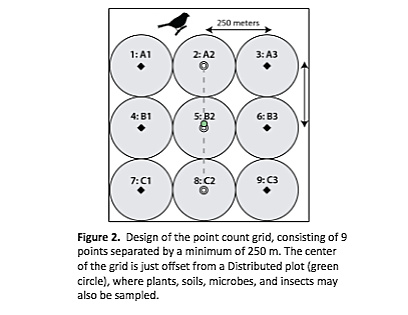 250 meters
1: A1 2: A2 3: A3
4: B1 5: B2 6: B3
7: C1 8: C2 9: C3
Figure 2. Design of the point count grid, consisting of 9
points separated by a minimum of 250 m. The center
of the grid is just offset from a Distributed plot (green
circle), where plants, soils, microbes, and insects may
also be sampled.